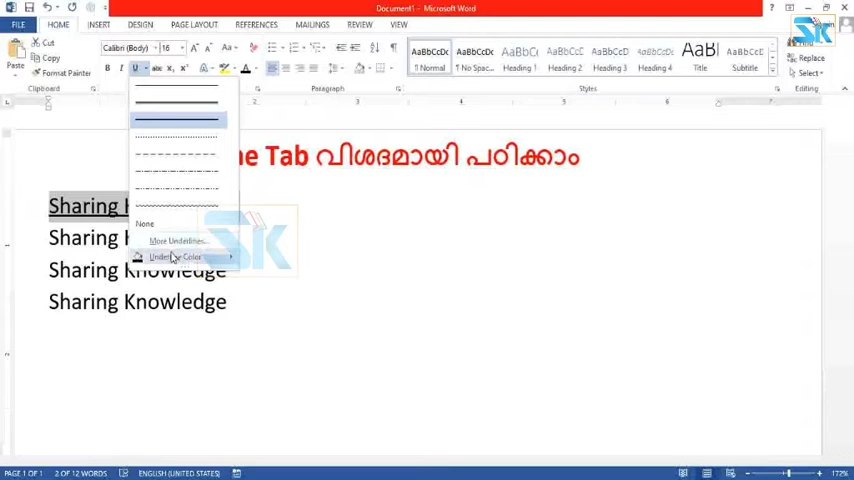 Document1 - Microsoft Word
FILE HOME INSERT DESIGN PAGE LAYOUT REFERENCES MAILINGS REVIEW VIEW
Cut
Copy
Format Painter
Paste
Clipboard
Calibri (Body) 16
Paragraph
AaBbCcDc AaBbCcDc AaBbCc AaBbCcC AaBbCcDd AaBbCcD AaBl AaBbCcD
¶ Normal ¶ No Spac... Heading 1 Heading 2 Heading 3 Heading 4 Title Subtitle
Styles
Replace
Select
Editing
SK
ne Tab വിശദമായി പഠിക്കാം
Sharing
Sharing
Sharing Knowledge
Sharing Knowledge
None
More Underlines...
Underline Color
SK
PAGE 1 OF 1 2 OF 12 WORDS ENGLISH (UNITED STATES) 172%